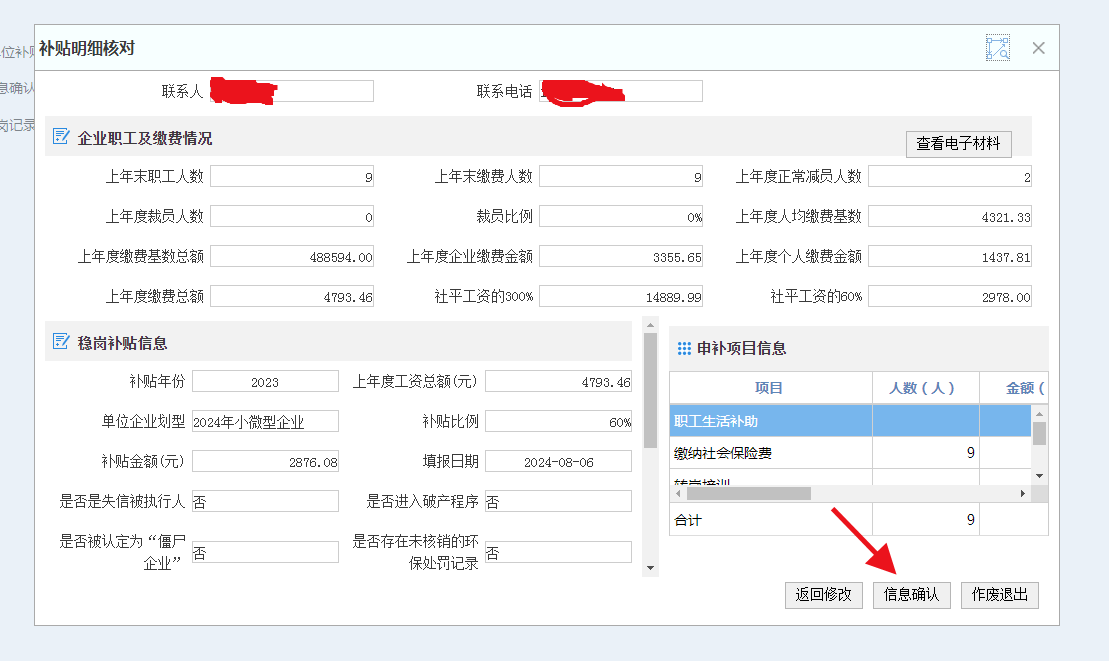 补贴明细核对
联系人 联系电话
企业职工及缴费情况 查看电子材料
上年末职工人数 9 上年末缴费人数 9 上年度正常减员人数 2
上年度裁员人数 0 裁员比例 0% 上年度人均缴费基数 4321.33
上年度缴费基数总额 488594.00 上年度企业缴费金额 3355.65 上年度个人缴费金额 1437.81
上年度缴费总额 4793.46 社平工资的300% 14889.99 社平工资的60% 2978.00
稳岗补贴信息
补贴年份 2023 上年度工资总额(元) 4793.46
单位企业划型 2024年小微型企业 补贴比例 60%
补贴金额(元) 2876.08 填报日期 2024-08-06
是否是失信被执行人 否 是否进入破产程序 否
是否被认定为“僵尸企业” 否 是否存在未核销的环保处罚记录 否
申补项目信息
项目 人数（人） 金额（
职工生活补助
缴纳社会保险费 9
转岗培训
合计 9
返回修改 信息确认 作废退出
位补贴
息确认
岗记录